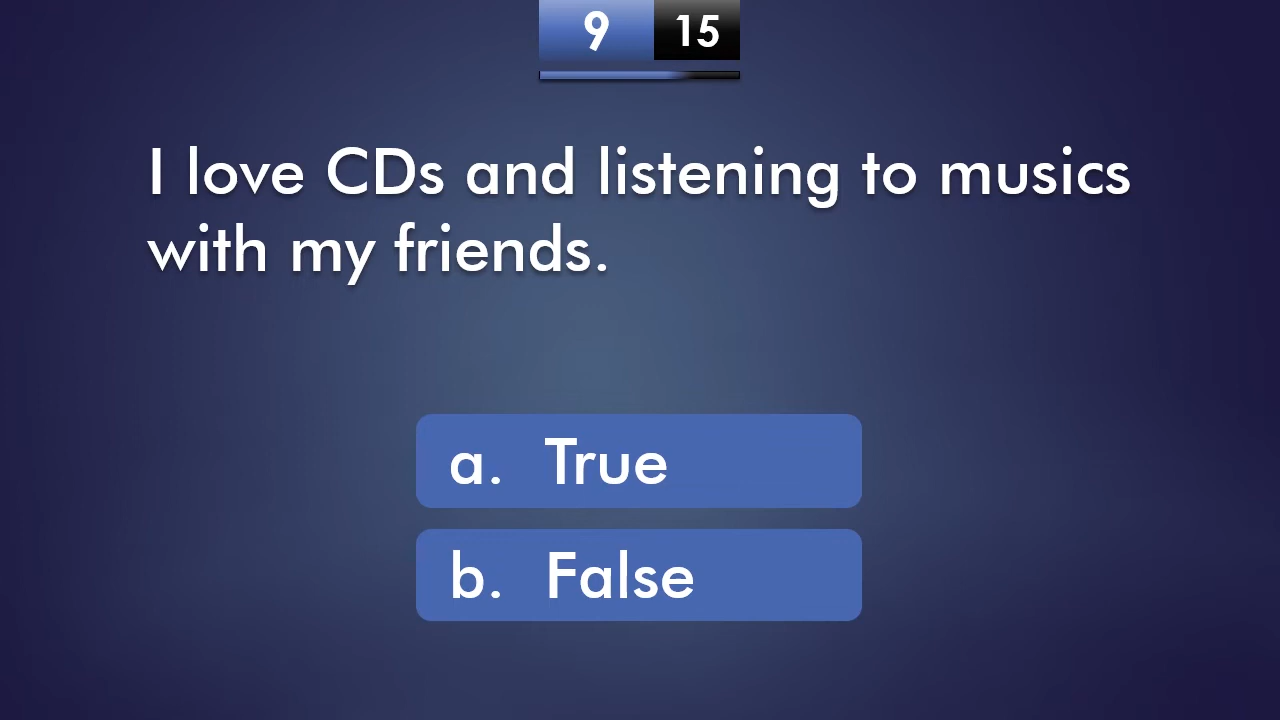 9 15
I love CDs and listening to musics
with my friends.
a. True
b. False